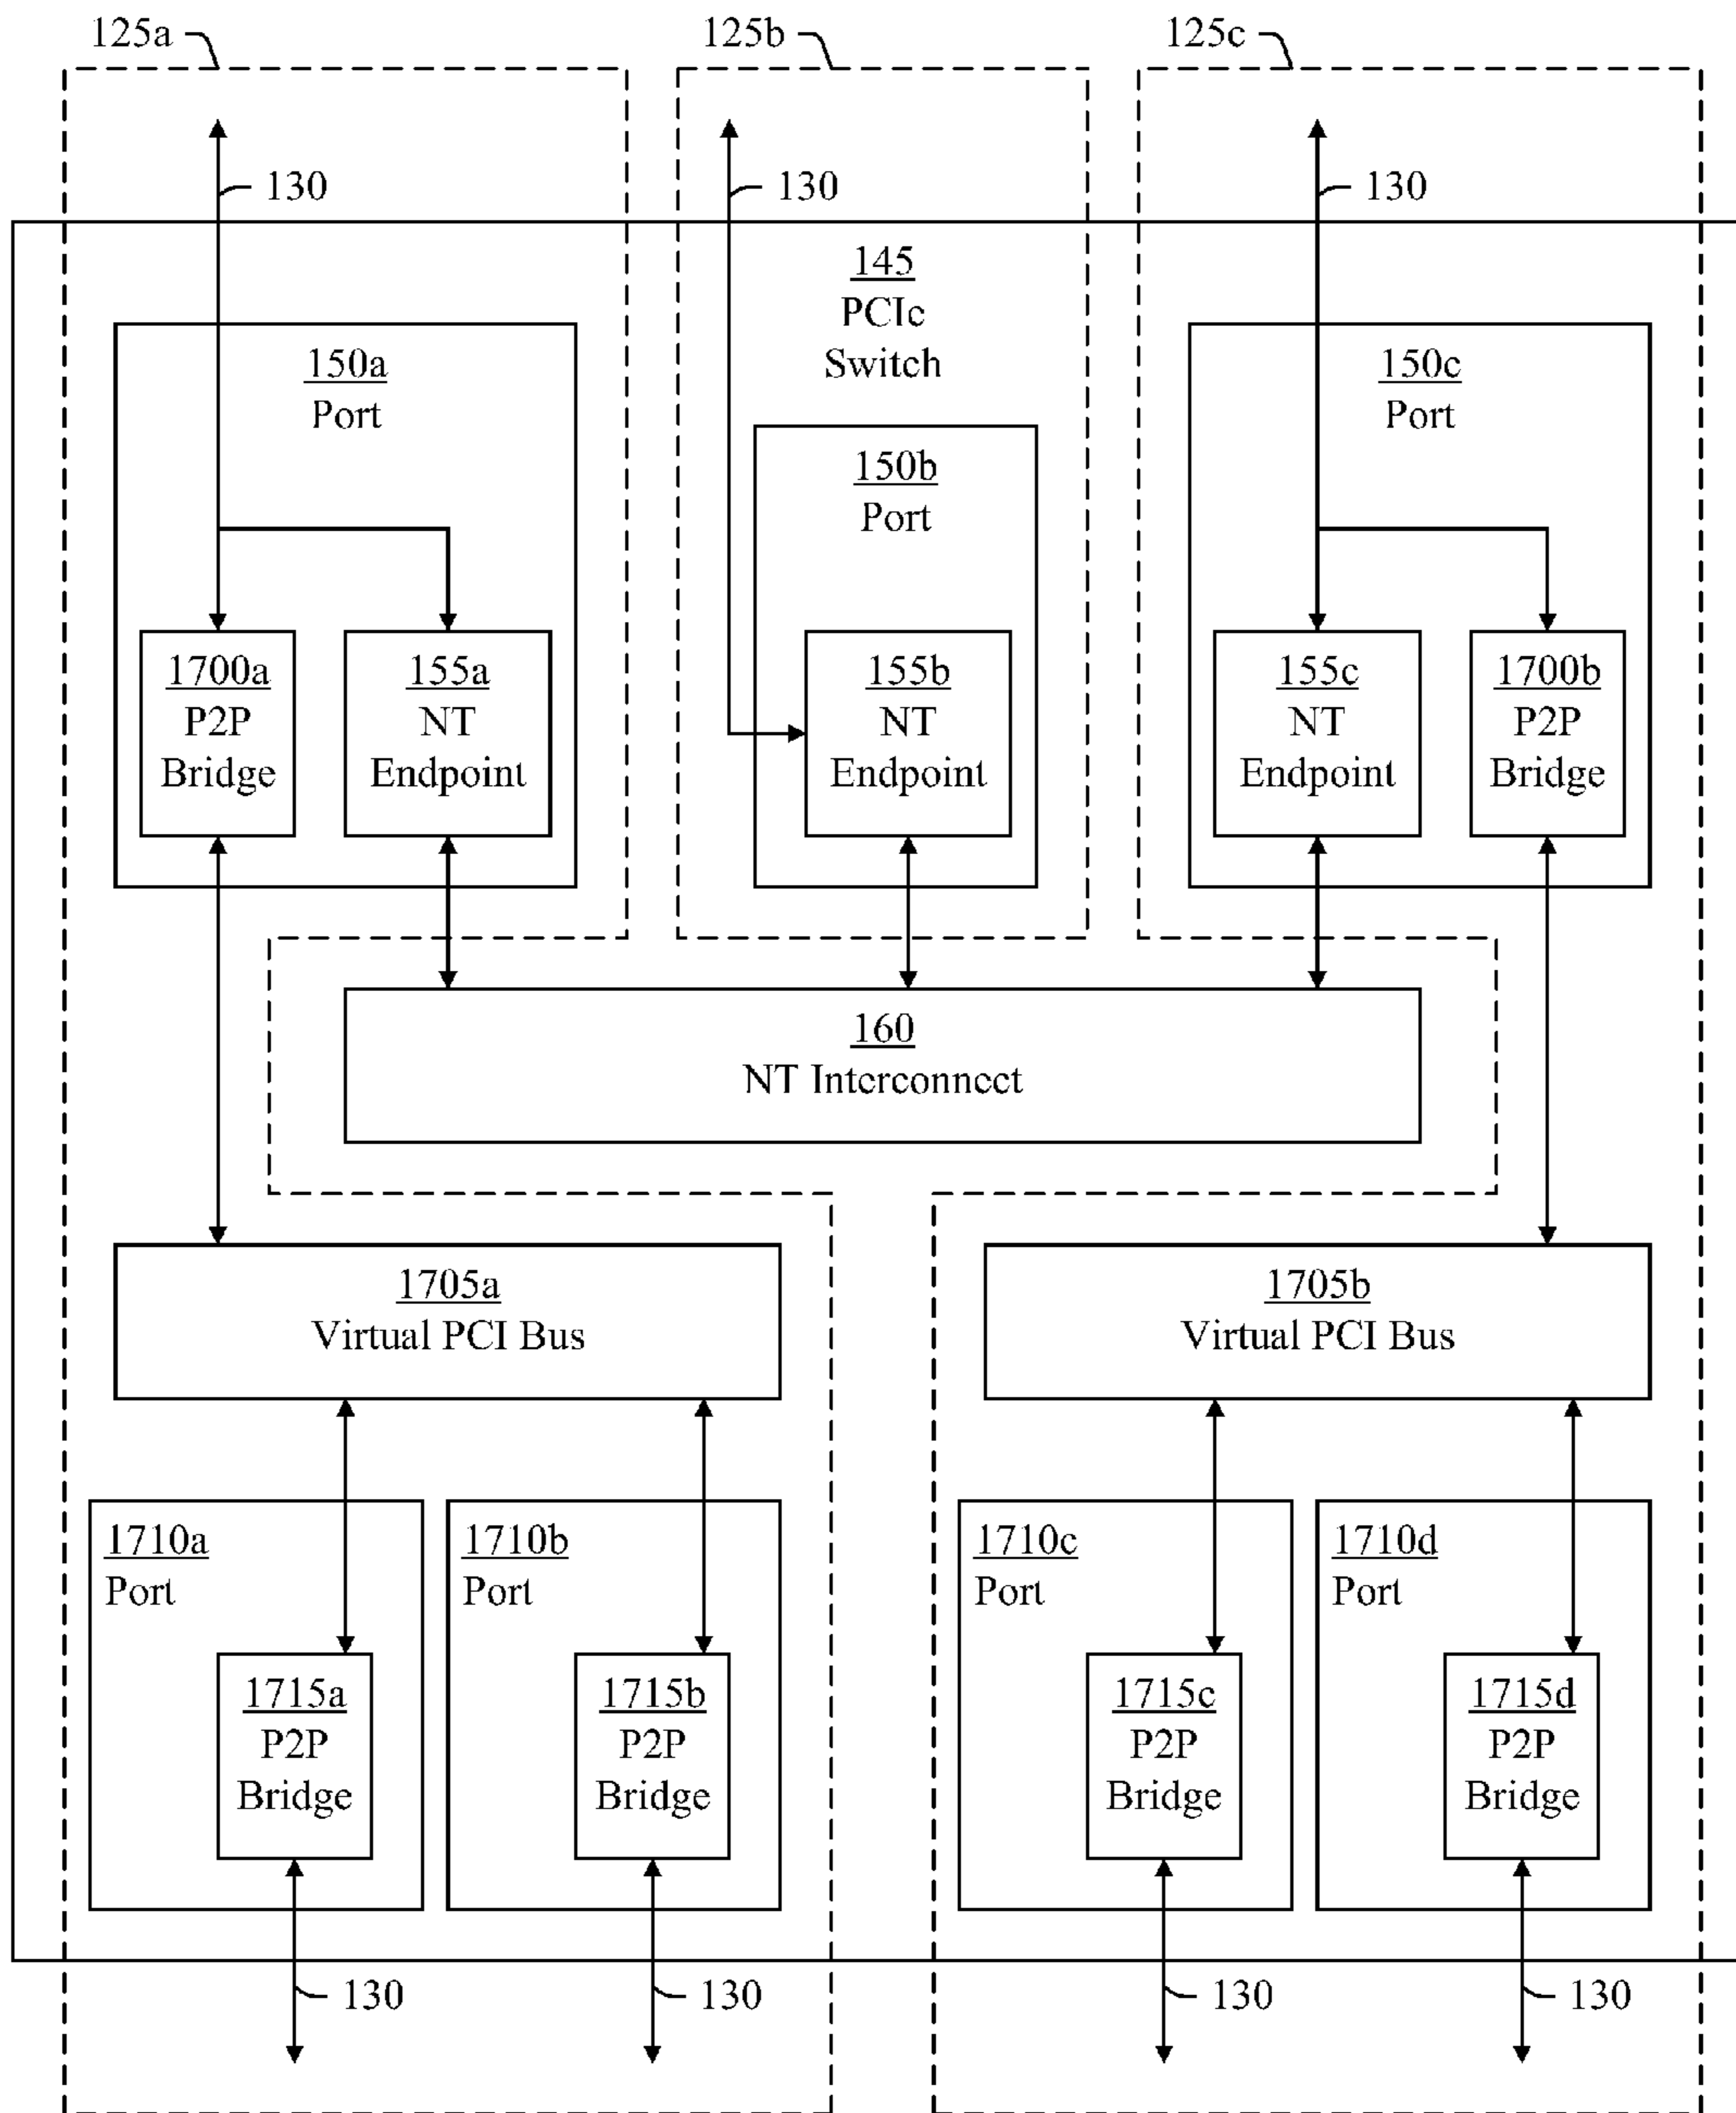 125a
125b
125c
130
130
130
145
PCIe
Switch
150a
Port
150b
Port
150c
Port
1700a
P2P
Bridge
155a
NT
Endpoint
155b
NT
Endpoint
155c
NT
Endpoint
1700b
P2P
Bridge
160
NT Interconnect
1705a
Virtual PCI Bus
1705b
Virtual PCI Bus
1710a
Port
1710b
Port
1710c
Port
1710d
Port
1715a
P2P
Bridge
1715b
P2P
Bridge
1715c
P2P
Bridge
1715d
P2P
Bridge
130
130
130
130